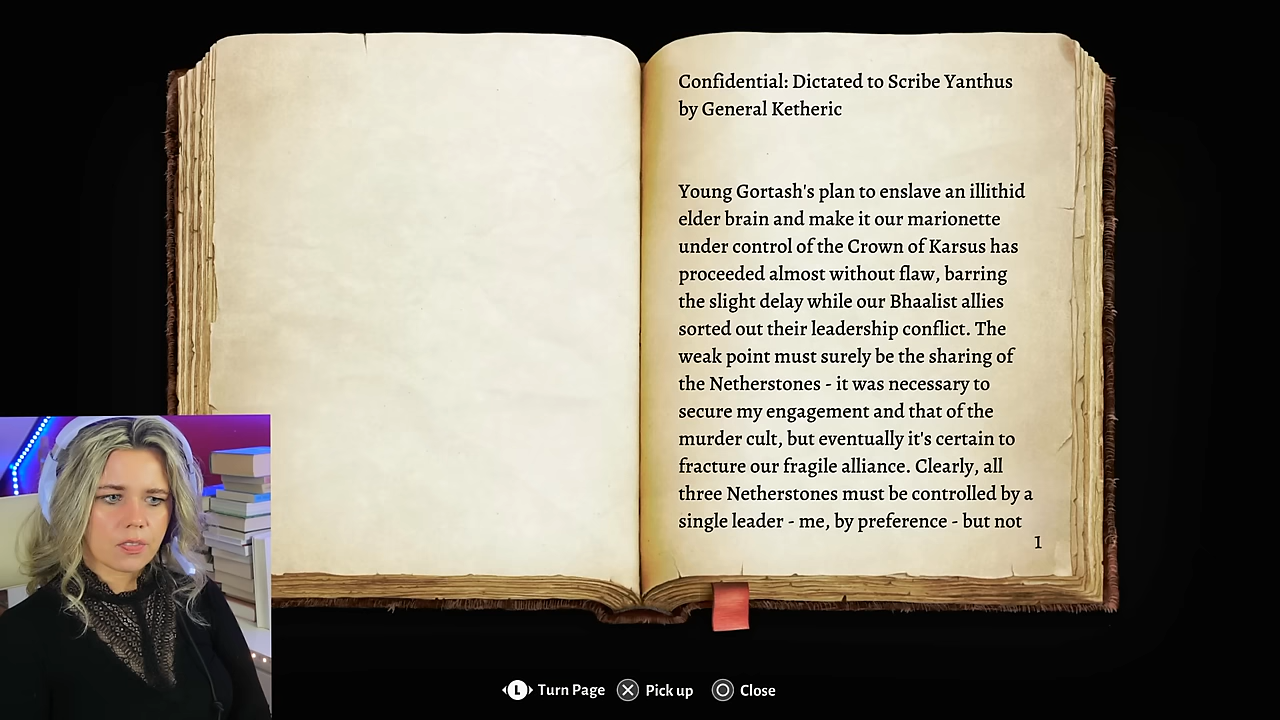 Confidential: Dictated to Scribe Yanthus
by General Ketheric
Young Gortash's plan to enslave an illithid
elder brain and make it our marionette
under control of the Crown of Karsus has
proceeded almost without flaw, barring
the slight delay while our Bhaalist allies
sorted out their leadership conflict. The
weak point must surely be the sharing of
the Netherstones - it was necessary to
secure my engagement and that of the
murder cult, but eventually it's certain to
fracture our fragile alliance. Clearly, all
three Netherstones must be controlled by a
single leader - me, by preference - but not
1
L Turn Page Pick up Close